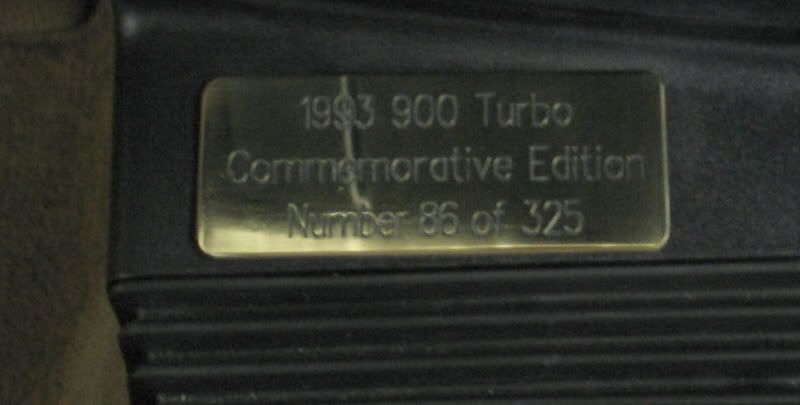 1993 900 Turbo
Commemorative Edition
Number 86 of 325